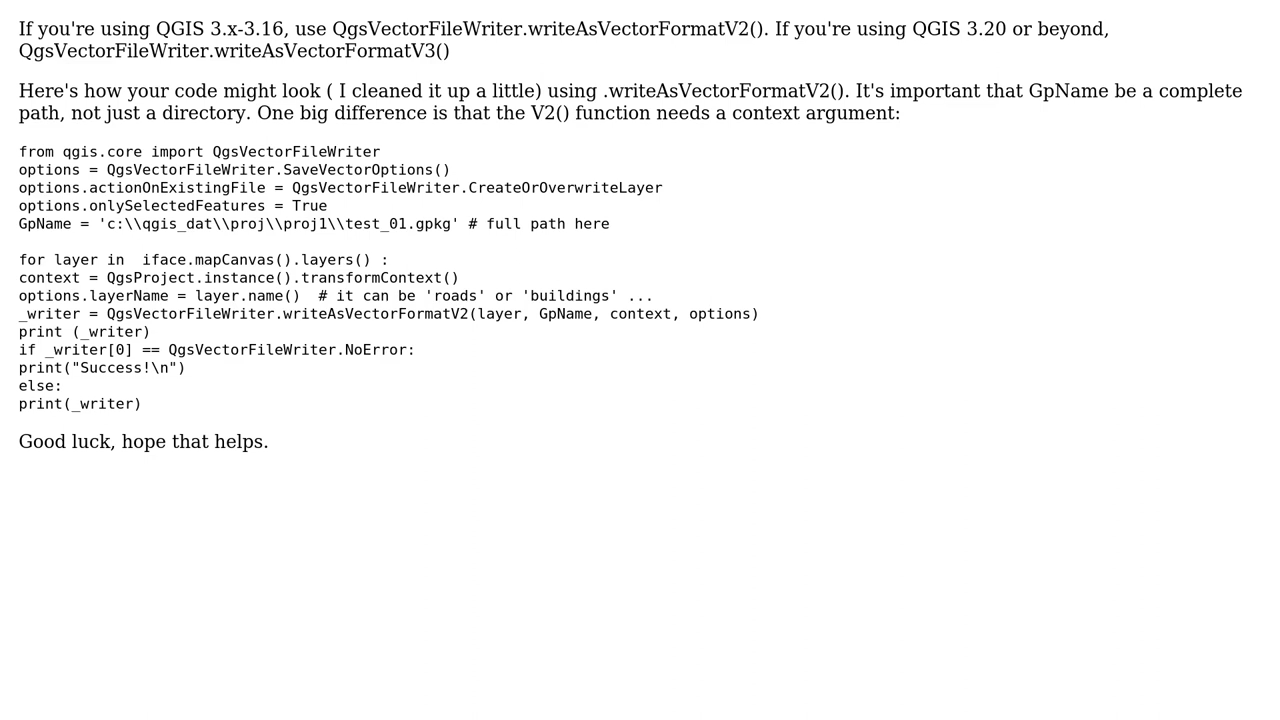 If you're using QGIS 3.x-3.16, use QgsVectorFileWriter.writeAsVectorFormatV2(). If you're using QGIS 3.20 or beyond,
QgsVectorFileWriter.writeAsVectorFormatV3()
Here's how your code might look ( I cleaned it up a little) using .writeAsVectorFormatV2(). It's important that GpName be a complete
path, not just a directory. One big difference is that the V2() function needs a context argument:
from qgis.core import QgsVectorFileWriter
options = QgsVectorFileWriter.SaveVectorOptions()
options.actionOnExistingFile = QgsVectorFileWriter.CreateOrOverwriteLayer
options.onlySelectedFeatures = True
GpName = 'c:\\qgis_dat\\proj\\proj1\\test_01.gpkg' # full path here
for layer in  iface.mapCanvas().layers() :
context = QgsProject.instance().transformContext()
options.layerName = layer.name()  # it can be 'roads' or 'buildings' ...
_writer = QgsVectorFileWriter.writeAsVectorFormatV2(layer, GpName, context, options)
print (_writer)
if _writer[0] == QgsVectorFileWriter.NoError:
print("Success!\n")
else:
print(_writer)
Good luck, hope that helps.